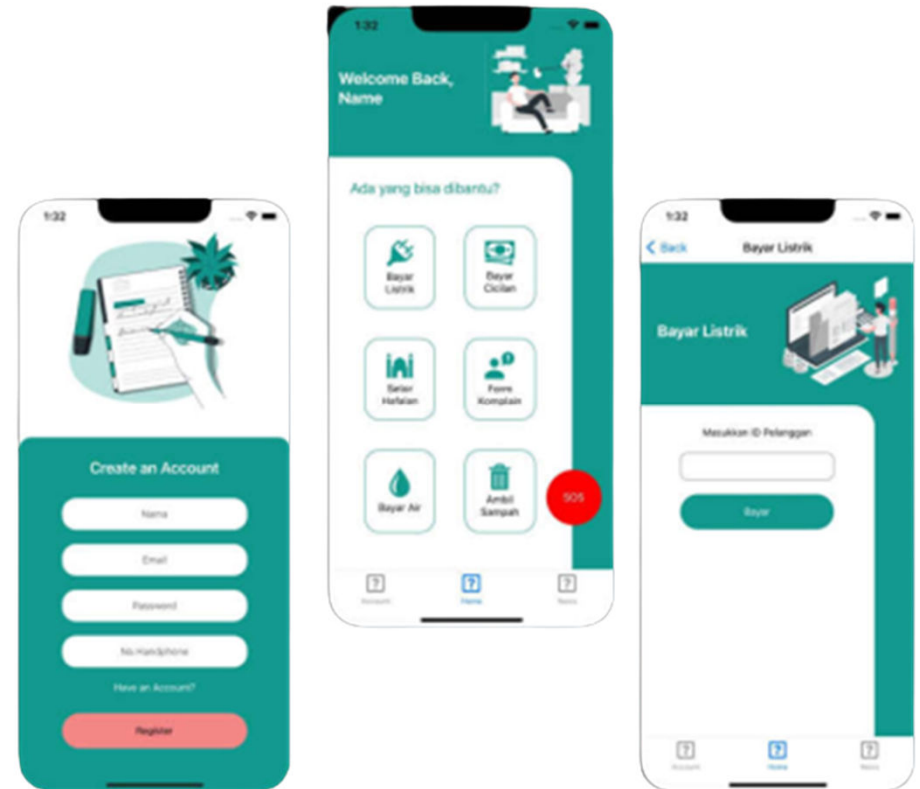 1:32
Create an Account
Name
Email
Password
No Handphone
Have an Account?
Register
1:32
Welcome Back,
Name
Ada yang bisa dibantu?
Bayar
Listrik
Bayar
Cicilan
Setor
Hafalan
Form
Komplain
Bayar Air
Ambil
Sampah
SOS
?
Account
?
Home
?
News
1:32
Back
Bayar Listrik
Bayar Listrik
Masukkan ID Pelanggan
Bayar
?
Account
?
Home
?
News